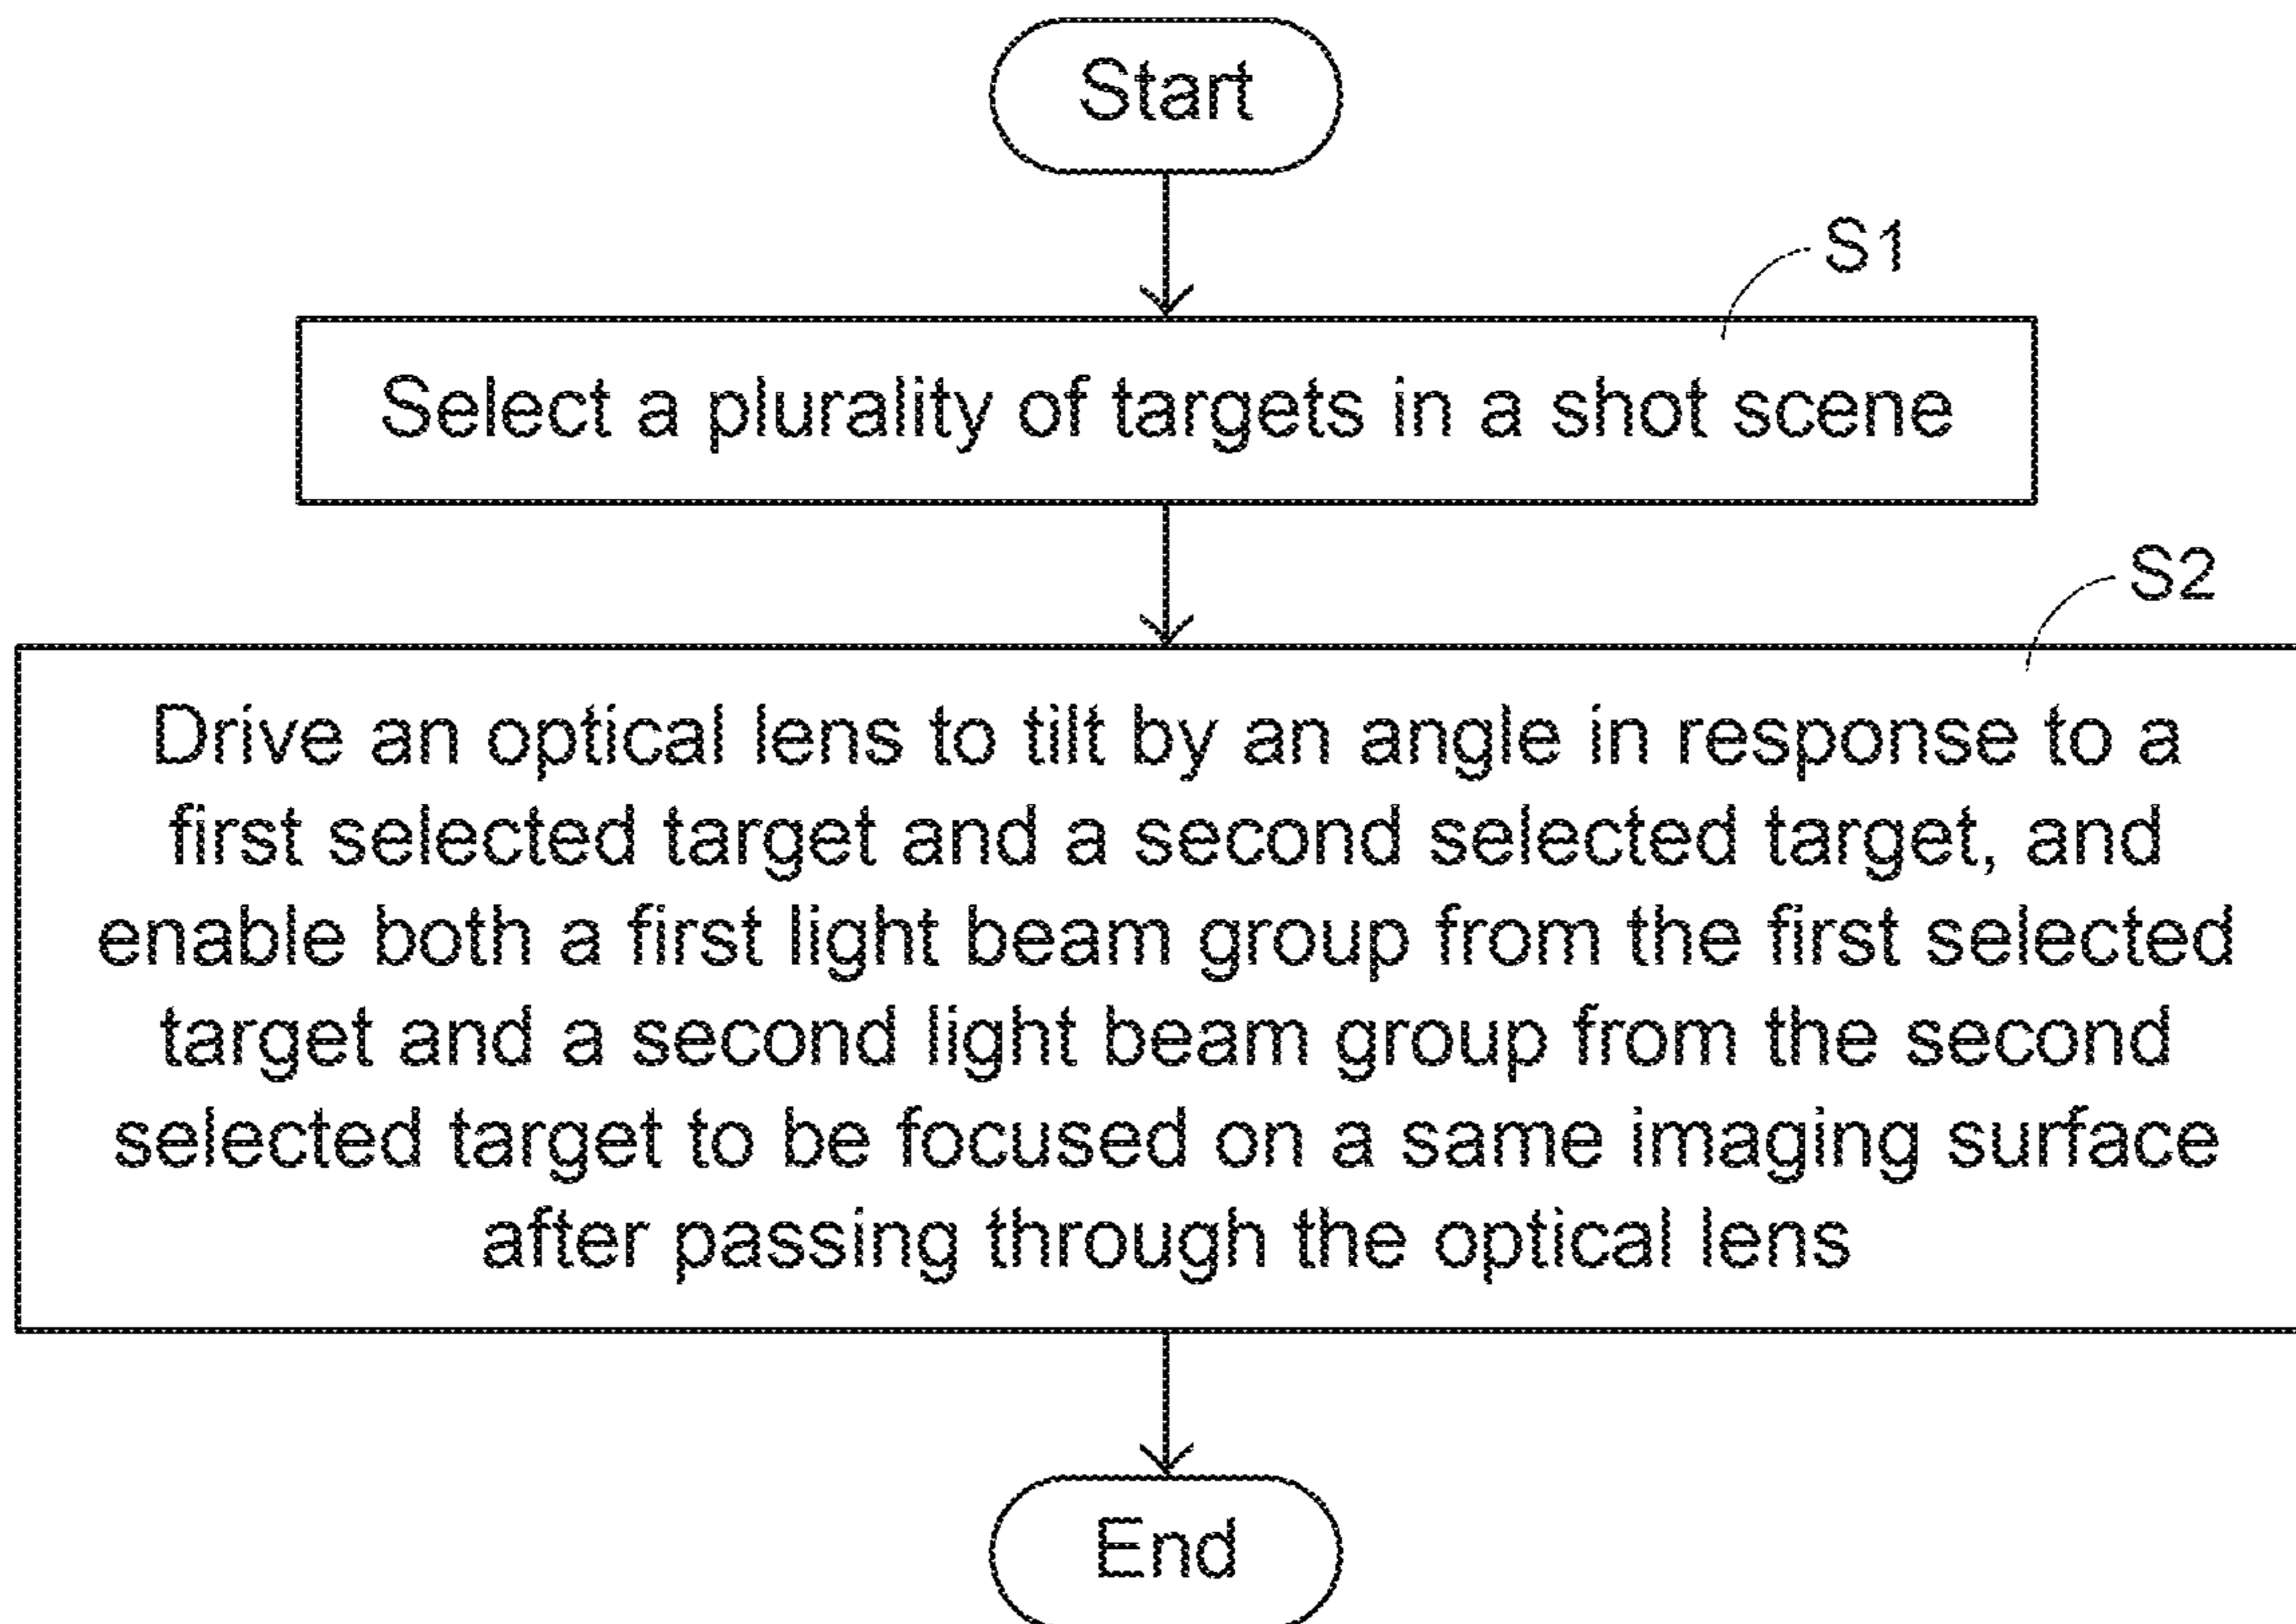 Start
S1
Select a plurality of targets in a shot scene
S2
Drive an optical lens to tilt by an angle in response to a
first selected target and a second selected target, and
enable both a first light beam group from the first selected
target and a second light beam group from the second
selected target to be focused on a same imaging surface
after passing through the optical lens
End